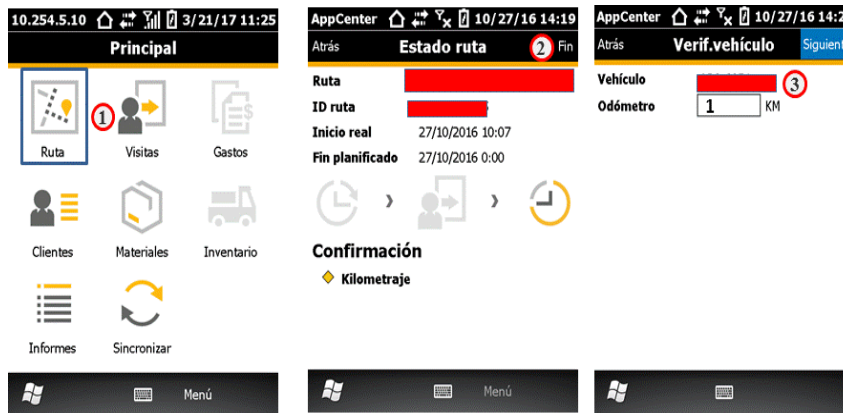 10.254.5.10 3/21/17 11:25
Principal
1
Ruta Visitas Gastos
Clientes Materiales Inventario
Informes Sincronizar
Menú
AppCenter 10/27/16 14:19
Atrás Estado ruta 2 Fin
Ruta
ID ruta
Inicio real 27/10/2016 10:07
Fin planificado 27/10/2016 0:00
Confirmación
Kilometraje
Menú
AppCenter 10/27/16 14:2
Atrás Verif.vehículo Siguient
Vehículo 3
Odómetro 1 KM